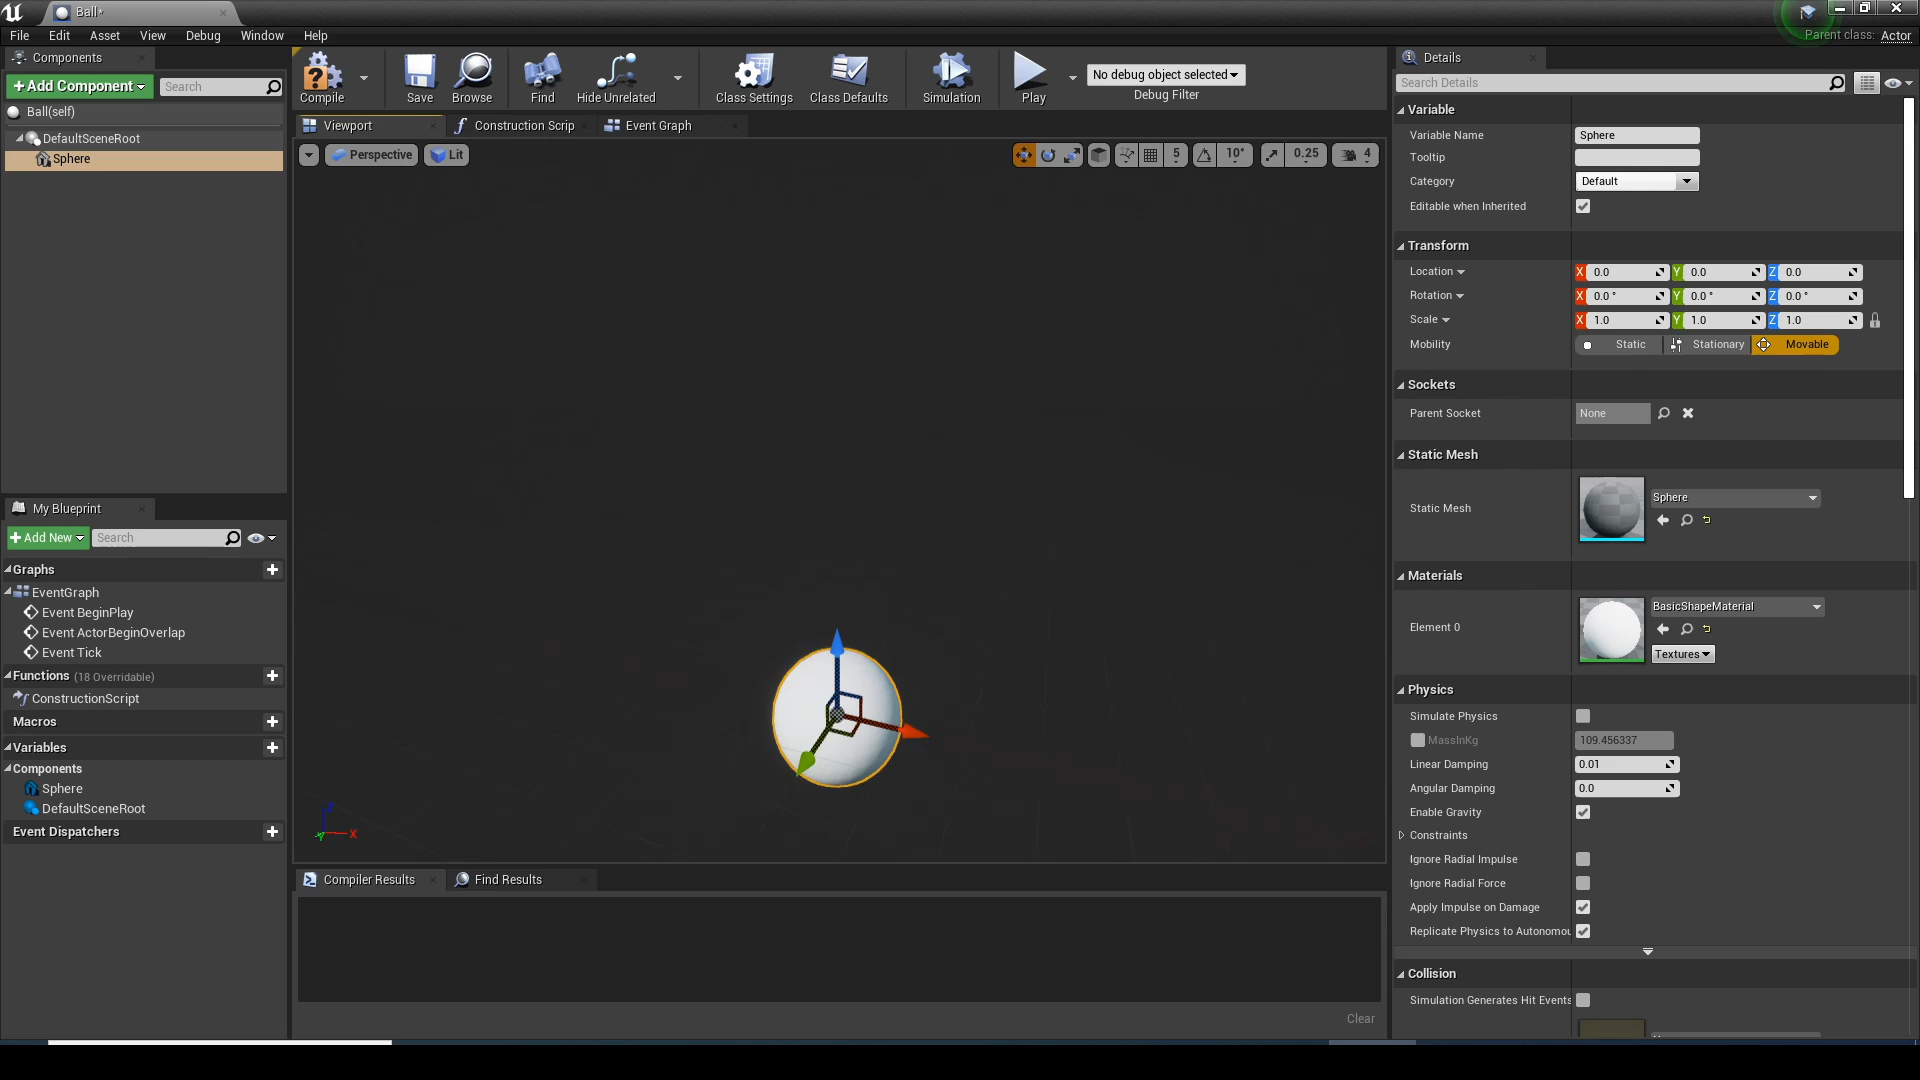 Ball*
File Edit Asset View Debug Window Help
Parent class: Actor
Components
+ Add Component
Search
Ball(self)
DefaultSceneRoot
Sphere
Compile
Save
Browse
Find
Hide Unrelated
Class Settings
Class Defaults
Simulation
Play
No debug object selected
Debug Filter
Viewport
Construction Scrip
Event Graph
Perspective
Lit
5
10°
0.25
4
My Blueprint
+ Add New
Search
Graphs
EventGraph
Event BeginPlay
Event ActorBeginOverlap
Event Tick
Functions (18 Overridable)
ConstructionScript
Macros
Variables
Components
Sphere
DefaultSceneRoot
Event Dispatchers
Z
Y
X
Compiler Results
Find Results
Clear
Details
Search Details
Variable
Variable Name Sphere
Tooltip
Category Default
Editable when Inherited
Transform
Location X 0.0 Y 0.0 Z 0.0
Rotation X 0.0 ° Y 0.0 ° Z 0.0 °
Scale X 1.0 Y 1.0 Z 1.0
Mobility Static Stationary Movable
Sockets
Parent Socket None
Static Mesh
Static Mesh Sphere
Materials
Element 0 BasicShapeMaterial
Textures
Physics
Simulate Physics
MassInKg 109.456337
Linear Damping 0.01
Angular Damping 0.0
Enable Gravity
Constraints
Ignore Radial Impulse
Ignore Radial Force
Apply Impulse on Damage
Replicate Physics to Autonomou
Collision
Simulation Generates Hit Events